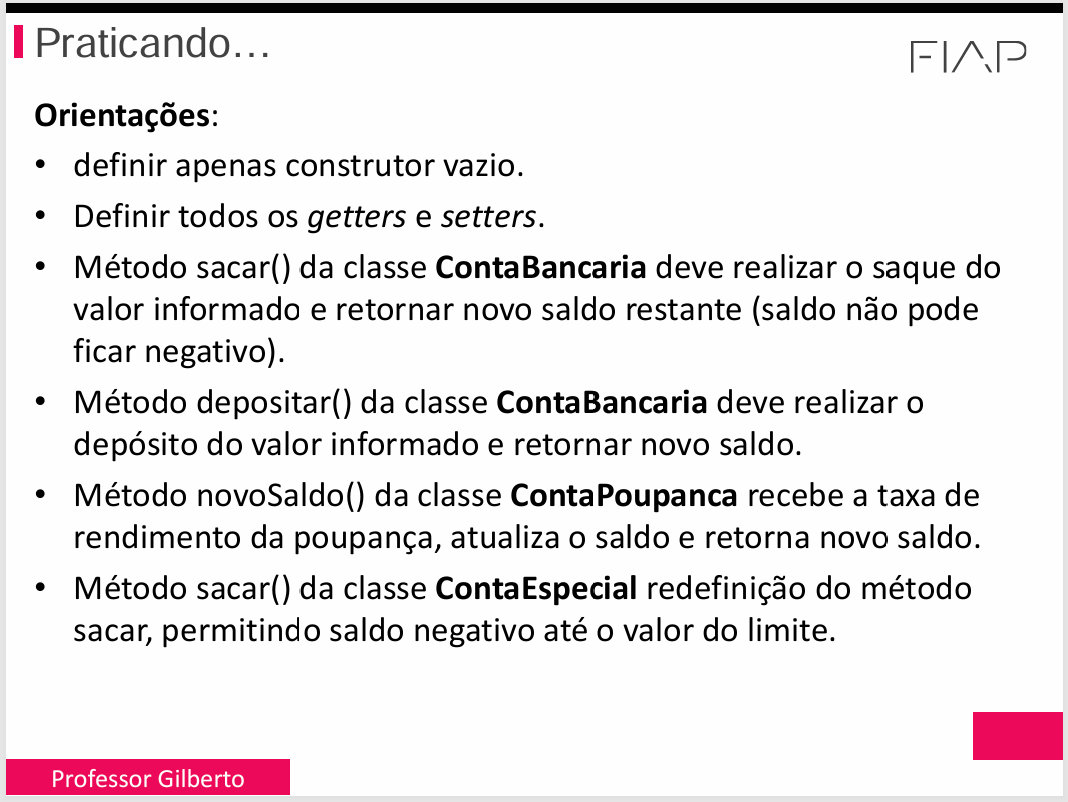 Praticando...
FIAP
Orientações:
• definir apenas construtor vazio.
• Definir todos os getters e setters.
• Método sacar() da classe ContaBancaria deve realizar o saque do
valor informado e retornar novo saldo restante (saldo não pode
ficar negativo).
• Método depositar() da classe ContaBancaria deve realizar o
depósito do valor informado e retornar novo saldo.
• Método novoSaldo() da classe ContaPoupanca recebe a taxa de
rendimento da poupança, atualiza o saldo e retorna novo saldo.
• Método sacar() da classe ContaEspecial redefinição do método
sacar, permitindo saldo negativo até o valor do limite.
Professor Gilberto